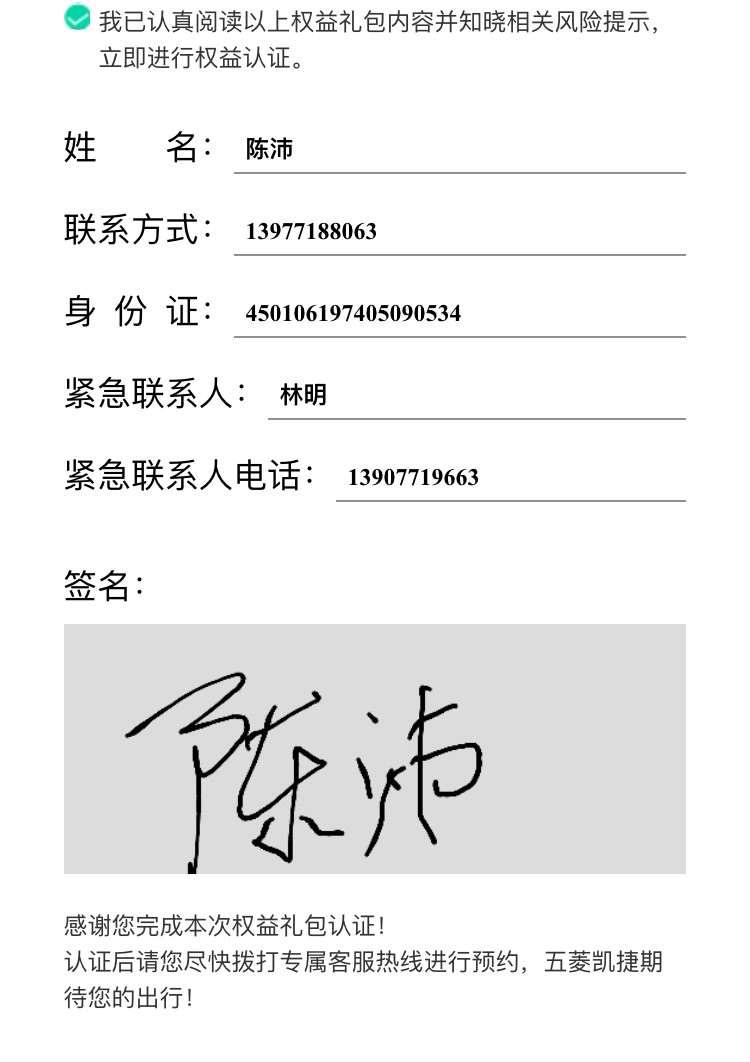 我已认真阅读以上权益礼包内容并知晓相关风险提示，
立即进行权益认证。
姓名：陈沛
联系方式：13977188063
身份证：450106197405090534
紧急联系人：林明
紧急联系人电话：13907719663
签名：
陈沛
感谢您完成本次权益礼包认证！
认证后请您尽快拨打专属客服热线进行预约，五菱凯捷期
待您的出行！